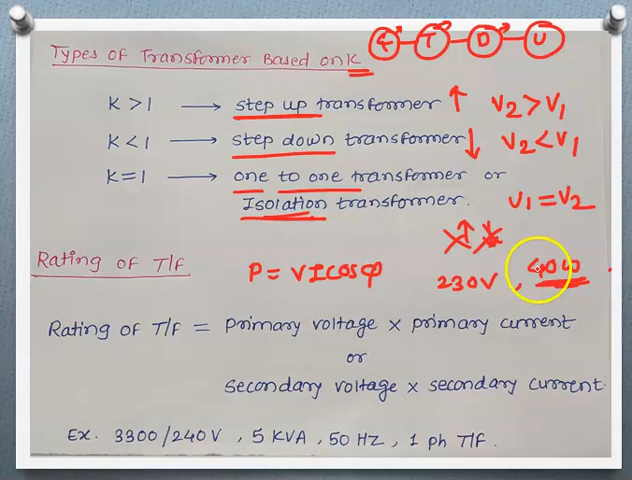 Types of Transformer Based on K
G T D U
K > 1 → step up transformer ↑ V2 > V1
K < 1 → step down transformer ↓ V2 < V1
K = 1 → one to one transformer or
Isolation transformer. V1 = V2
Rating of T/F P = VI cos φ 230V, 40W
Rating of T/F = primary voltage × primary current
or
secondary voltage × secondary current.
Ex. 3300/240V, 5 KVA, 50 HZ, 1 ph T/F.